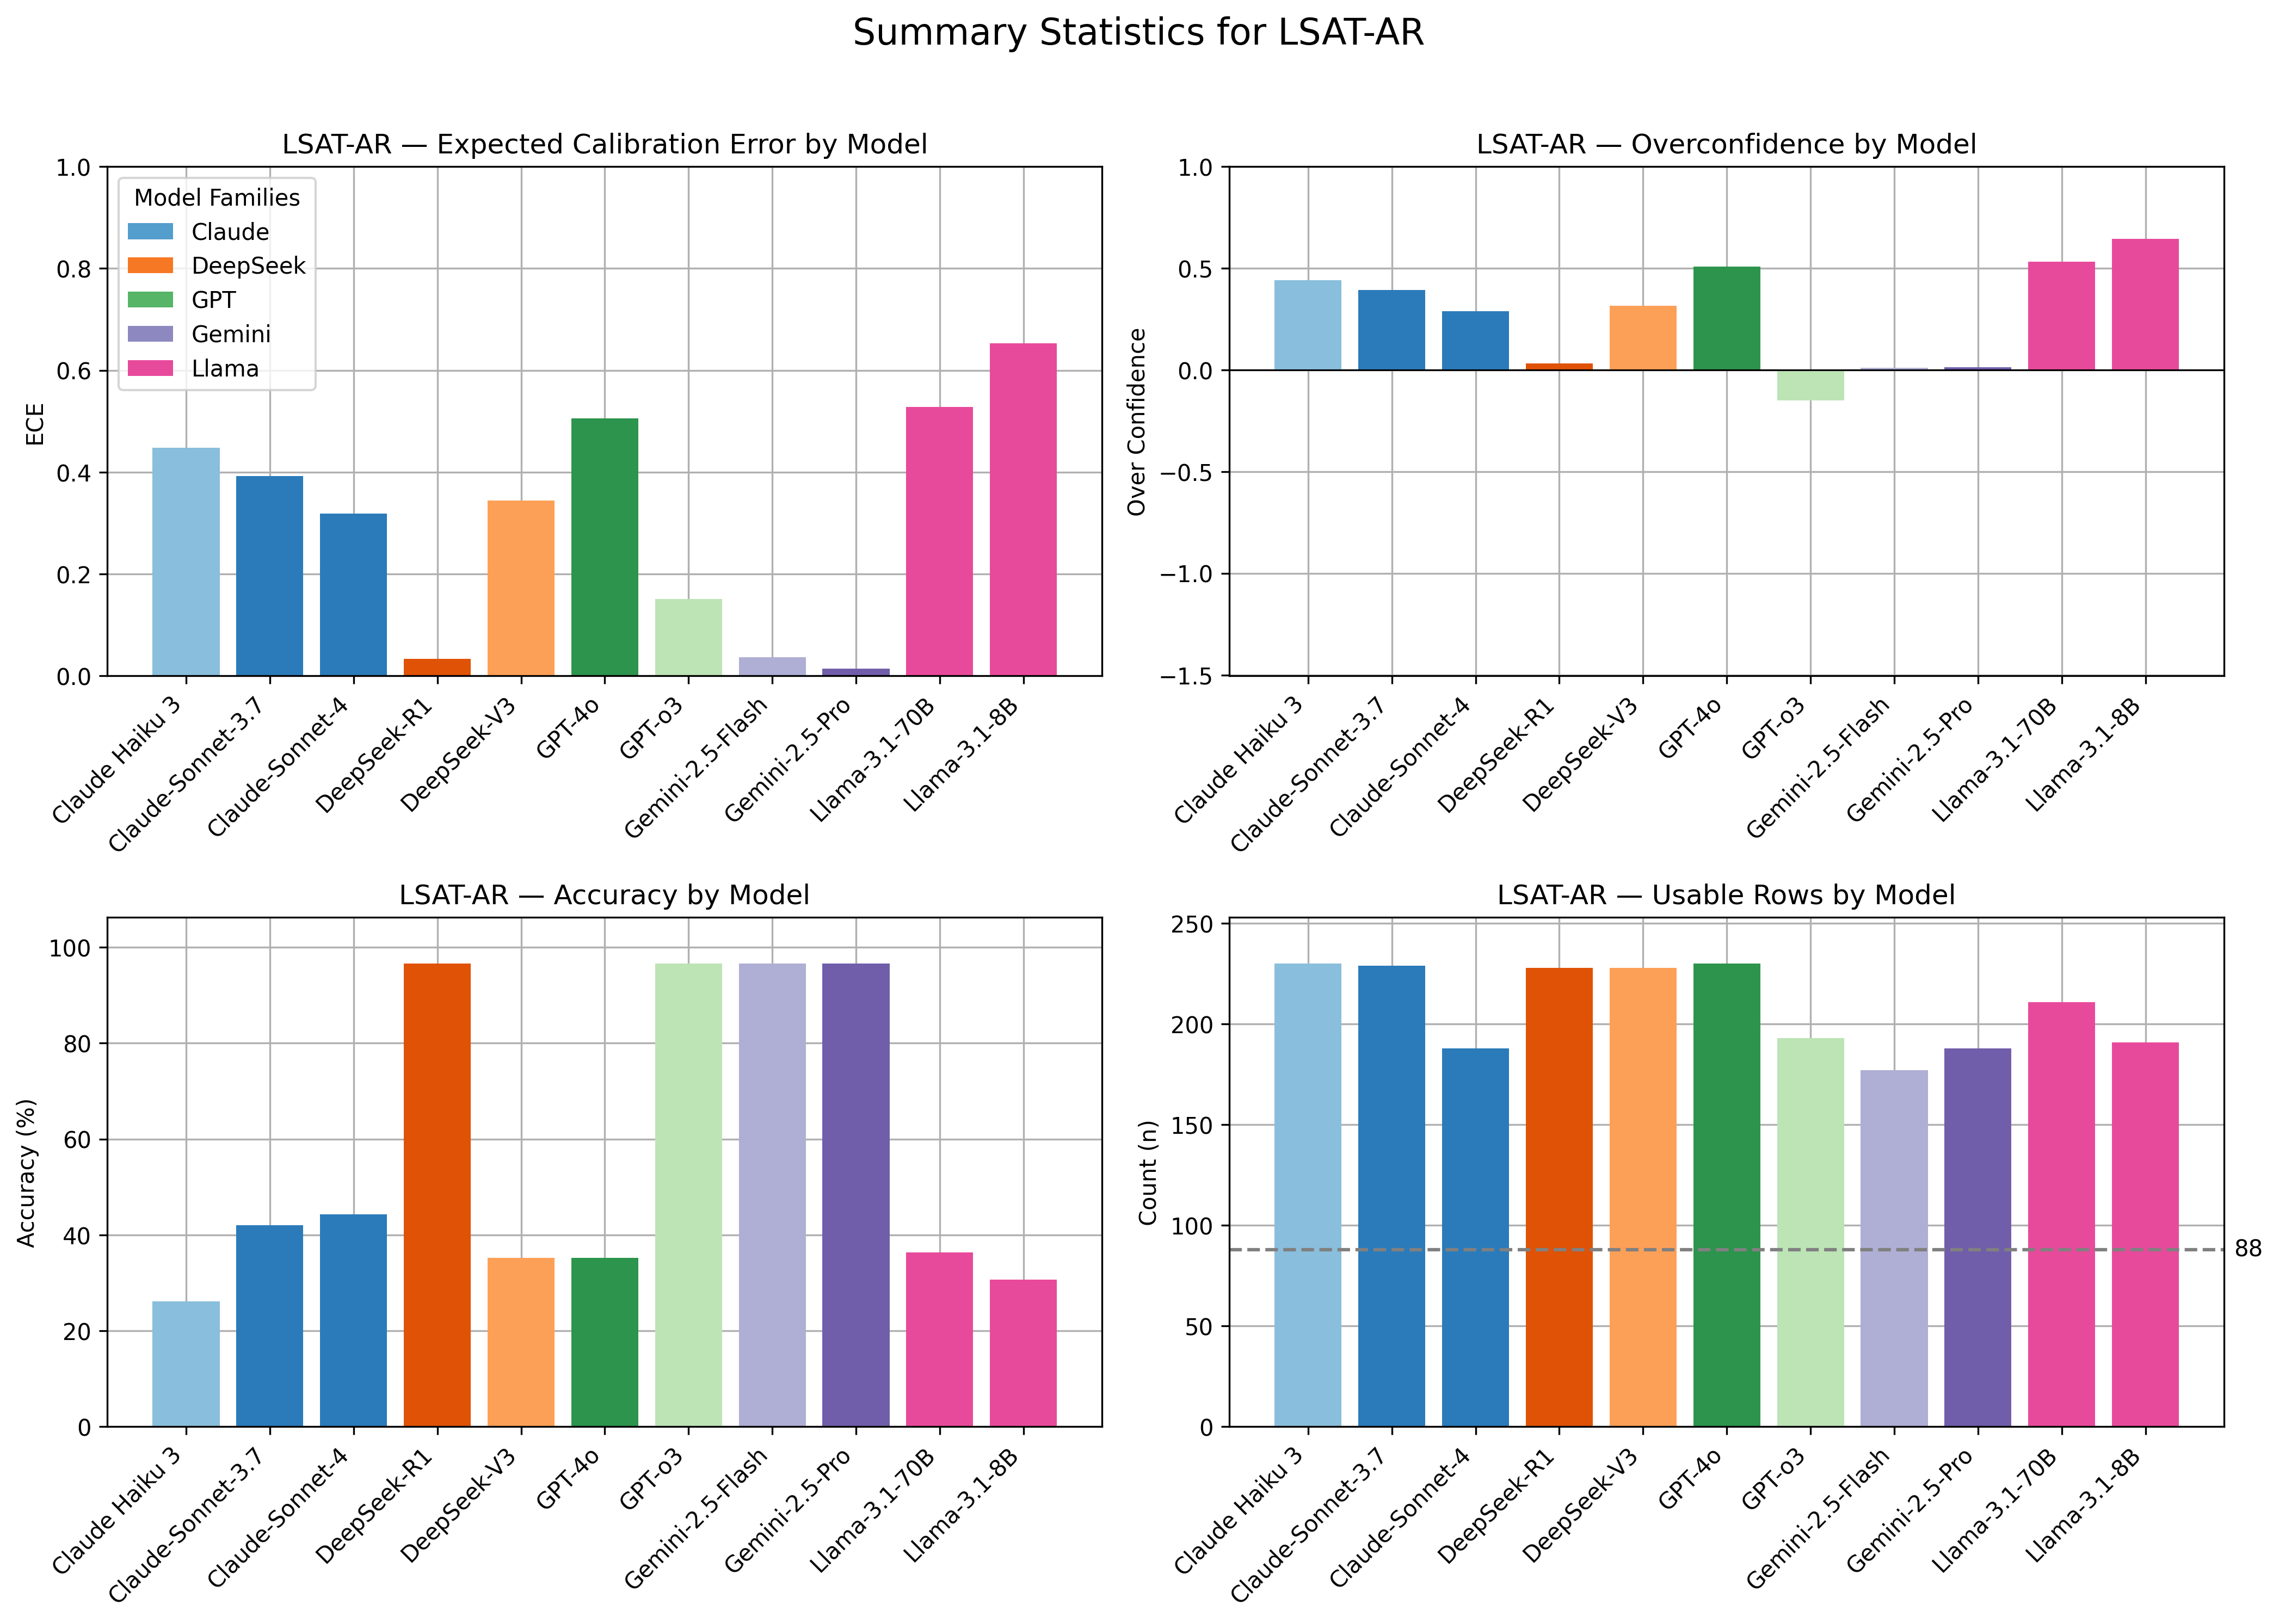 Summary Statistics for LSAT-AR
LSAT-AR — Expected Calibration Error by Model
1.0
0.8
0.6
0.4
0.2
0.0
ECE
Model Families
Claude
DeepSeek
GPT
Gemini
Llama
Claude Haiku 3
Claude-Sonnet-3.7
Claude-Sonnet-4
DeepSeek-R1
DeepSeek-V3
GPT-4o
GPT-o3
Gemini-2.5-Flash
Gemini-2.5-Pro
Llama-3.1-70B
Llama-3.1-8B
LSAT-AR — Overconfidence by Model
1.0
0.5
0.0
−0.5
−1.0
−1.5
Over Confidence
Claude Haiku 3
Claude-Sonnet-3.7
Claude-Sonnet-4
DeepSeek-R1
DeepSeek-V3
GPT-4o
GPT-o3
Gemini-2.5-Flash
Gemini-2.5-Pro
Llama-3.1-70B
Llama-3.1-8B
LSAT-AR — Accuracy by Model
100
80
60
40
20
0
Accuracy (%)
Claude Haiku 3
Claude-Sonnet-3.7
Claude-Sonnet-4
DeepSeek-R1
DeepSeek-V3
GPT-4o
GPT-o3
Gemini-2.5-Flash
Gemini-2.5-Pro
Llama-3.1-70B
Llama-3.1-8B
LSAT-AR — Usable Rows by Model
250
200
150
100
50
0
Count (n)
88
Claude Haiku 3
Claude-Sonnet-3.7
Claude-Sonnet-4
DeepSeek-R1
DeepSeek-V3
GPT-4o
GPT-o3
Gemini-2.5-Flash
Gemini-2.5-Pro
Llama-3.1-70B
Llama-3.1-8B